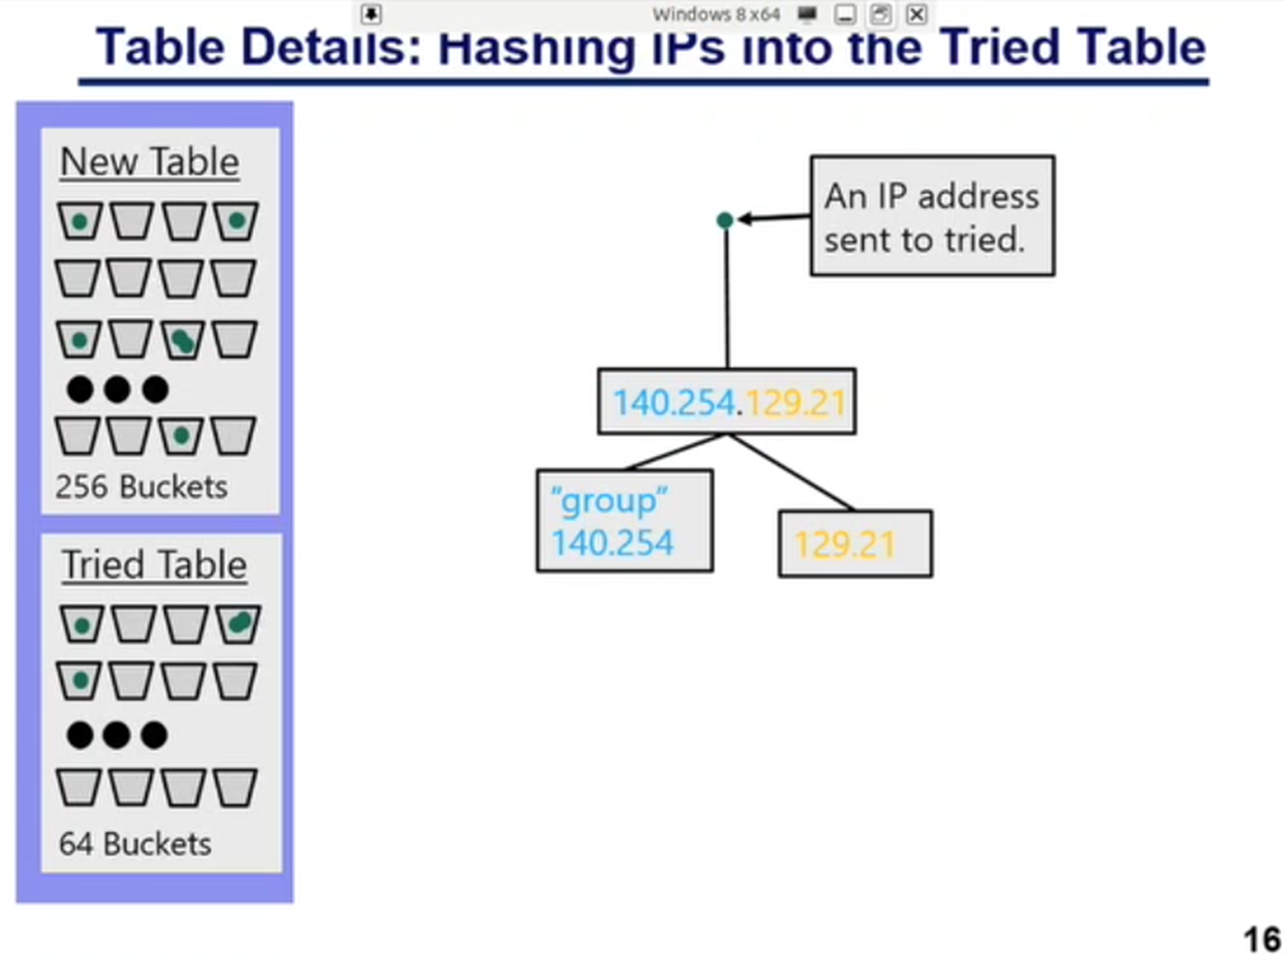 Windows 8 x64
Table Details: Hashing IPs into the Tried Table
New Table
256 Buckets
Tried Table
64 Buckets
An IP address
sent to tried.
140.254.129.21
“group”
140.254
129.21
16